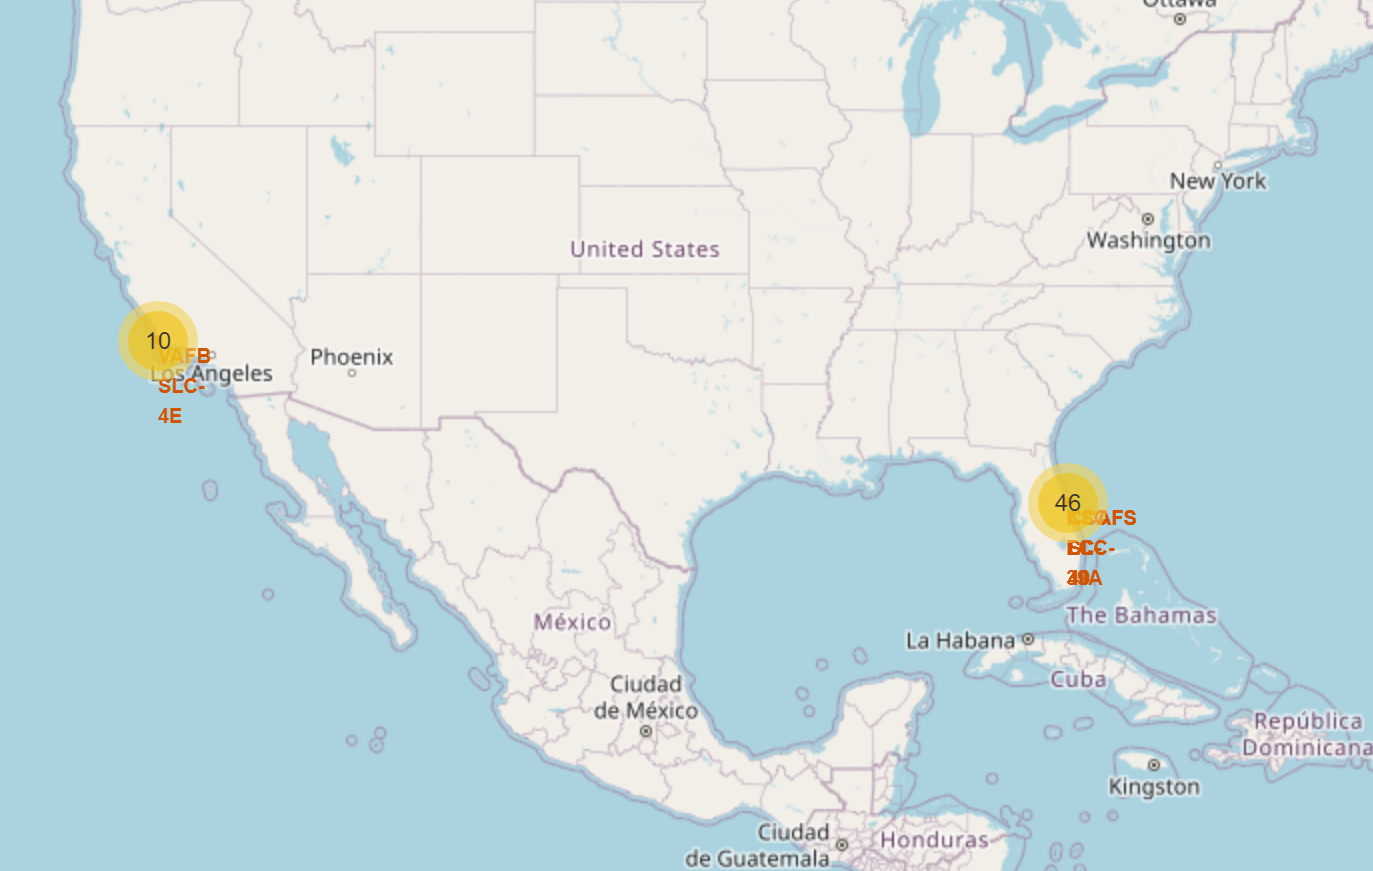 Ottawa
New York
Washington
United States
10
VAFB
SLC-
4E
Los Angeles
Phoenix
46
The Bahamas
La Habana
México
Cuba
Ciudad
de México
República
Dominicana
Kingston
Ciudad
de Guatemala
Honduras